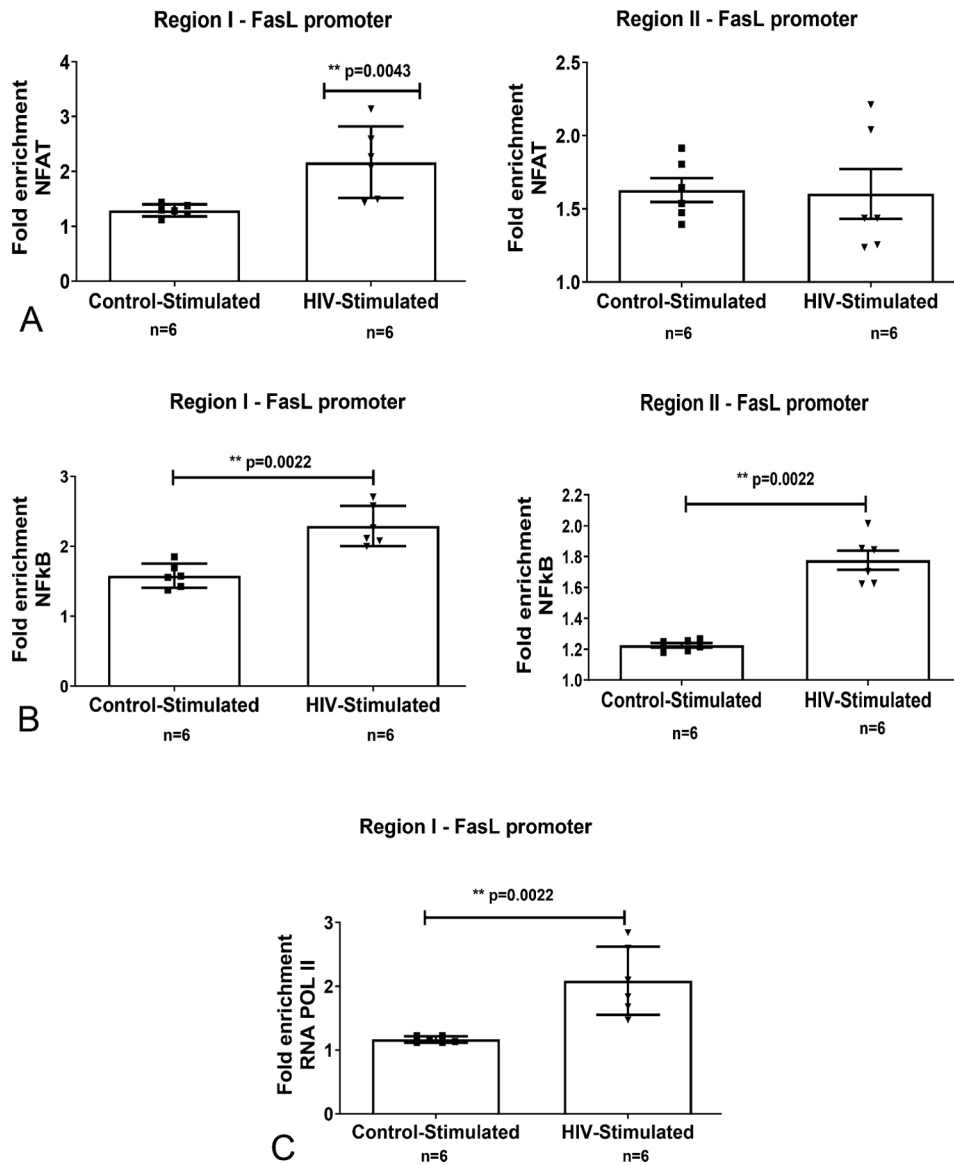 Region I - FasL promoter
** p=0.0043
4
3
2
1
0
Fold enrichment
NFAT
Control-Stimulated
HIV-Stimulated
n=6
n=6
A
Region II - FasL promoter
2.5
2.0
1.5
1.0
Fold enrichment
NFAT
Control-Stimulated
HIV-Stimulated
n=6
n=6
Region I - FasL promoter
** p=0.0022
3
2
1
0
Fold enrichment
NFkB
Control-Stimulated
HIV-Stimulated
n=6
n=6
B
Region II - FasL promoter
** p=0.0022
2.2
2.0
1.8
1.6
1.4
1.2
1.0
Fold enrichment
NFkB
Control-Stimulated
HIV-Stimulated
n=6
n=6
Region I - FasL promoter
** p=0.0022
3
2
1
0
Fold enrichment
RNA POL II
Control-Stimulated
HIV-Stimulated
n=6
n=6
C